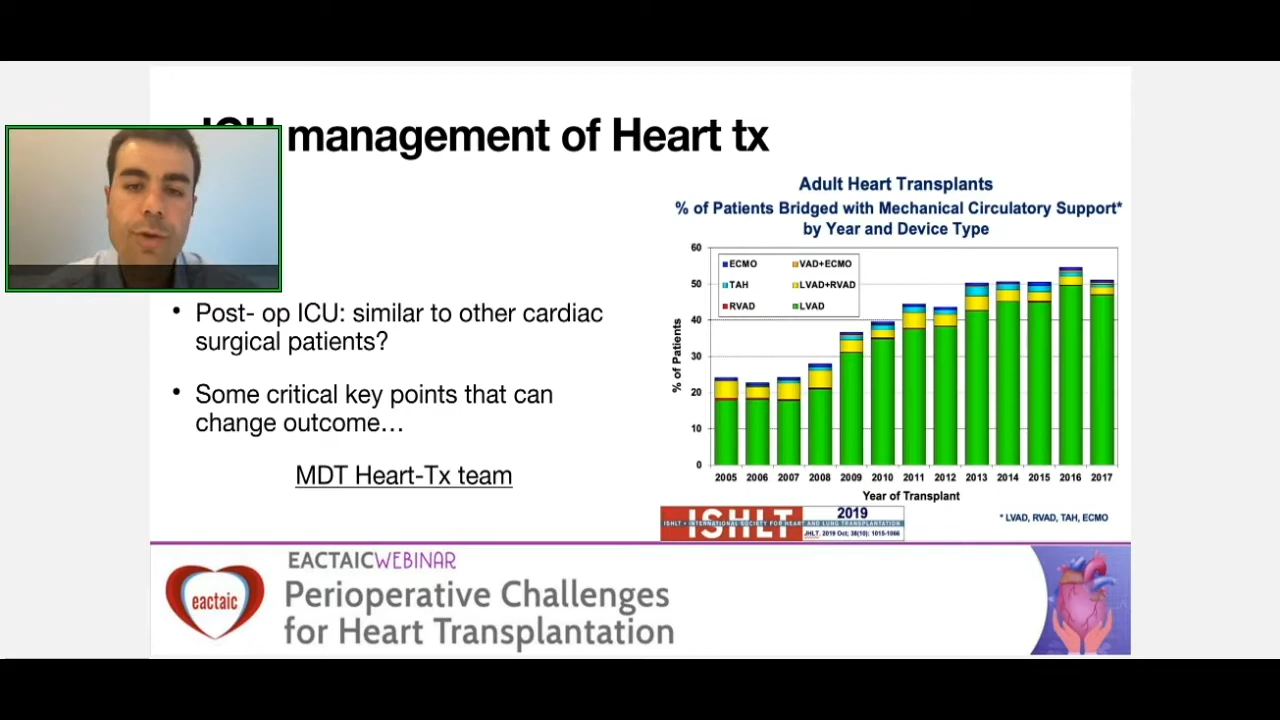 management of Heart tx
• Post- op ICU: similar to other cardiac
surgical patients?
• Some critical key points that can
change outcome…
MDT Heart-Tx team
Adult Heart Transplants
% of Patients Bridged with Mechanical Circulatory Support*
by Year and Device Type
% of Patients
60
50
40
30
20
10
0
ECMO VAD+ECMO
TAH LVAD+RVAD
RVAD LVAD
2005 2006 2007 2008 2009 2010 2011 2012 2013 2014 2015 2016 2017
Year of Transplant
* LVAD, RVAD, TAH, ECMO
ISHLT
ISHLT • INTERNATIONAL SOCIETY FOR HEART AND LUNG TRANSPLANTATION
2019
JHLT. 2019 Oct; 38(10): 1015-1066
EACTAICWEBINAR
eactaic
Perioperative Challenges
for Heart Transplantation